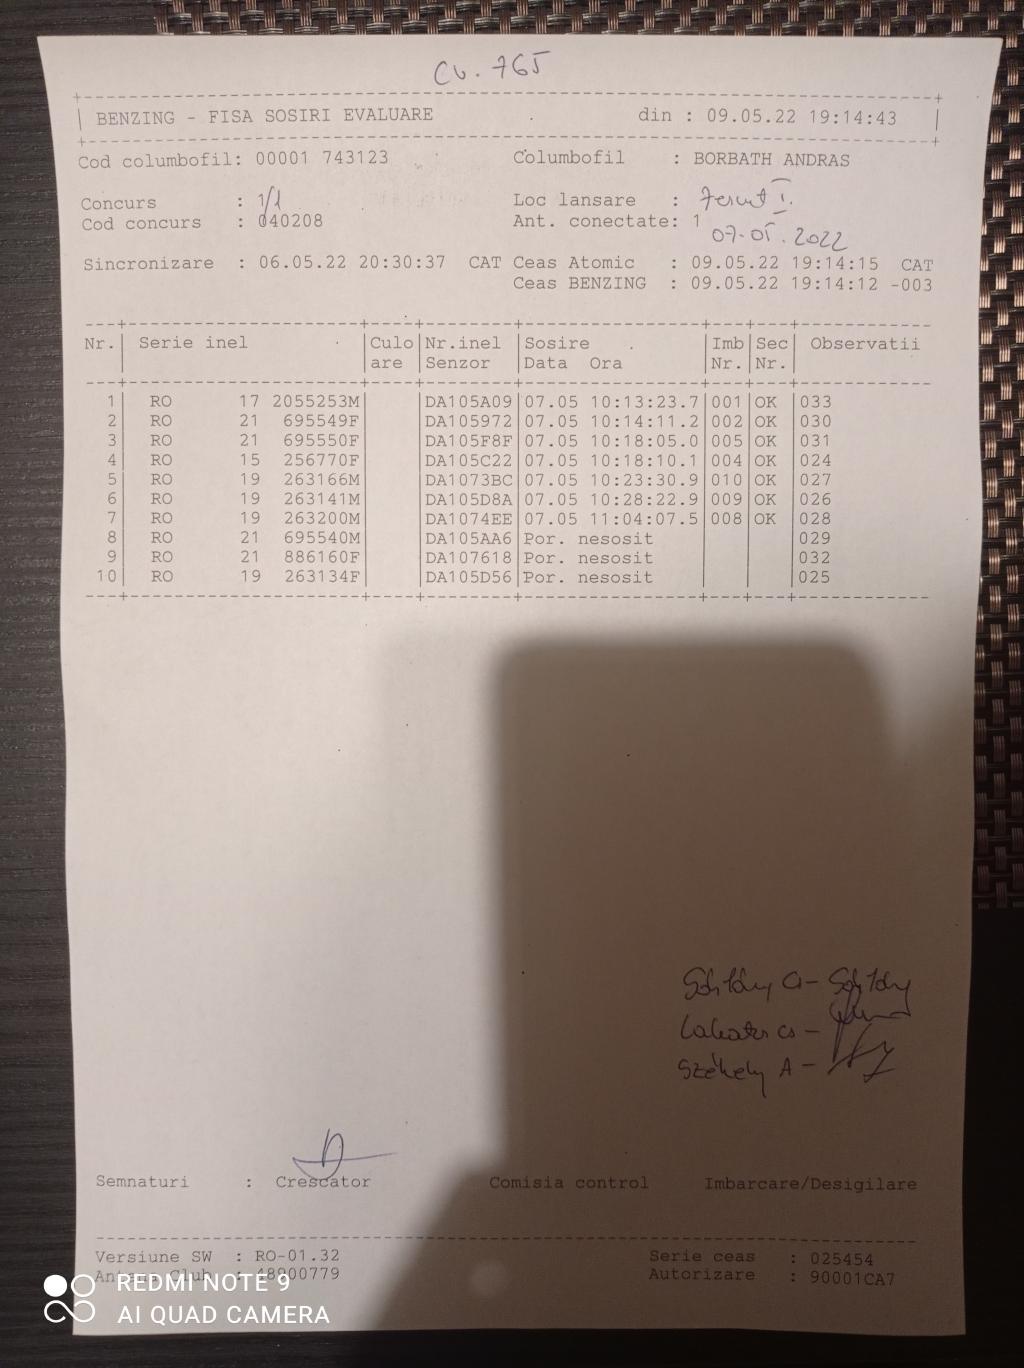 Cv. 765
BENZING - FISA SOSIRI EVALUARE din : 09.05.22 19:14:43
Cod columbofil: 00001 743123 Columbofil : BORBATH ANDRAS
Concurs : 1/1 Loc lansare : I.
Cod concurs : 040208 Ant. conectate: 1
07.05.2022
Sincronizare : 06.05.22 20:30:37 CAT Ceas Atomic : 09.05.22 19:14:15 CAT
Ceas BENZING : 09.05.22 19:14:12 -003
Nr. Serie inel Culo Nr.inel Sosire Imb Sec Observatii
are Senzor Data Ora Nr. Nr.
1 RO 17 2055253M DA105A09 07.05 10:13:23.7 001 OK 033
2 RO 21 695549F DA105972 07.05 10:14:11.2 002 OK 030
3 RO 21 695550F DA105F8F 07.05 10:18:05.0 005 OK 031
4 RO 15 256770F DA105C22 07.05 10:18:10.1 004 OK 024
5 RO 19 263166M DA1073BC 07.05 10:23:30.9 010 OK 027
6 RO 19 263141M DA105D8A 07.05 10:28:22.9 009 OK 026
7 RO 19 263200M DA1074EE 07.05 11:04:07.5 008 OK 028
8 RO 21 695540M DA105AA6 Por. nesosit 029
9 RO 21 886160F DA107618 Por. nesosit 032
10 RO 19 263134F DA105D56 Por. nesosit 025
Székely A -
Semnaturi : Crescator Comisia control Imbarcare/Desigilare
Versiune SW : RO-01.32 Serie ceas : 025454
Antena Club : 48900779 Autorizare : 90001CA7
REDMI NOTE 9
AI QUAD CAMERA